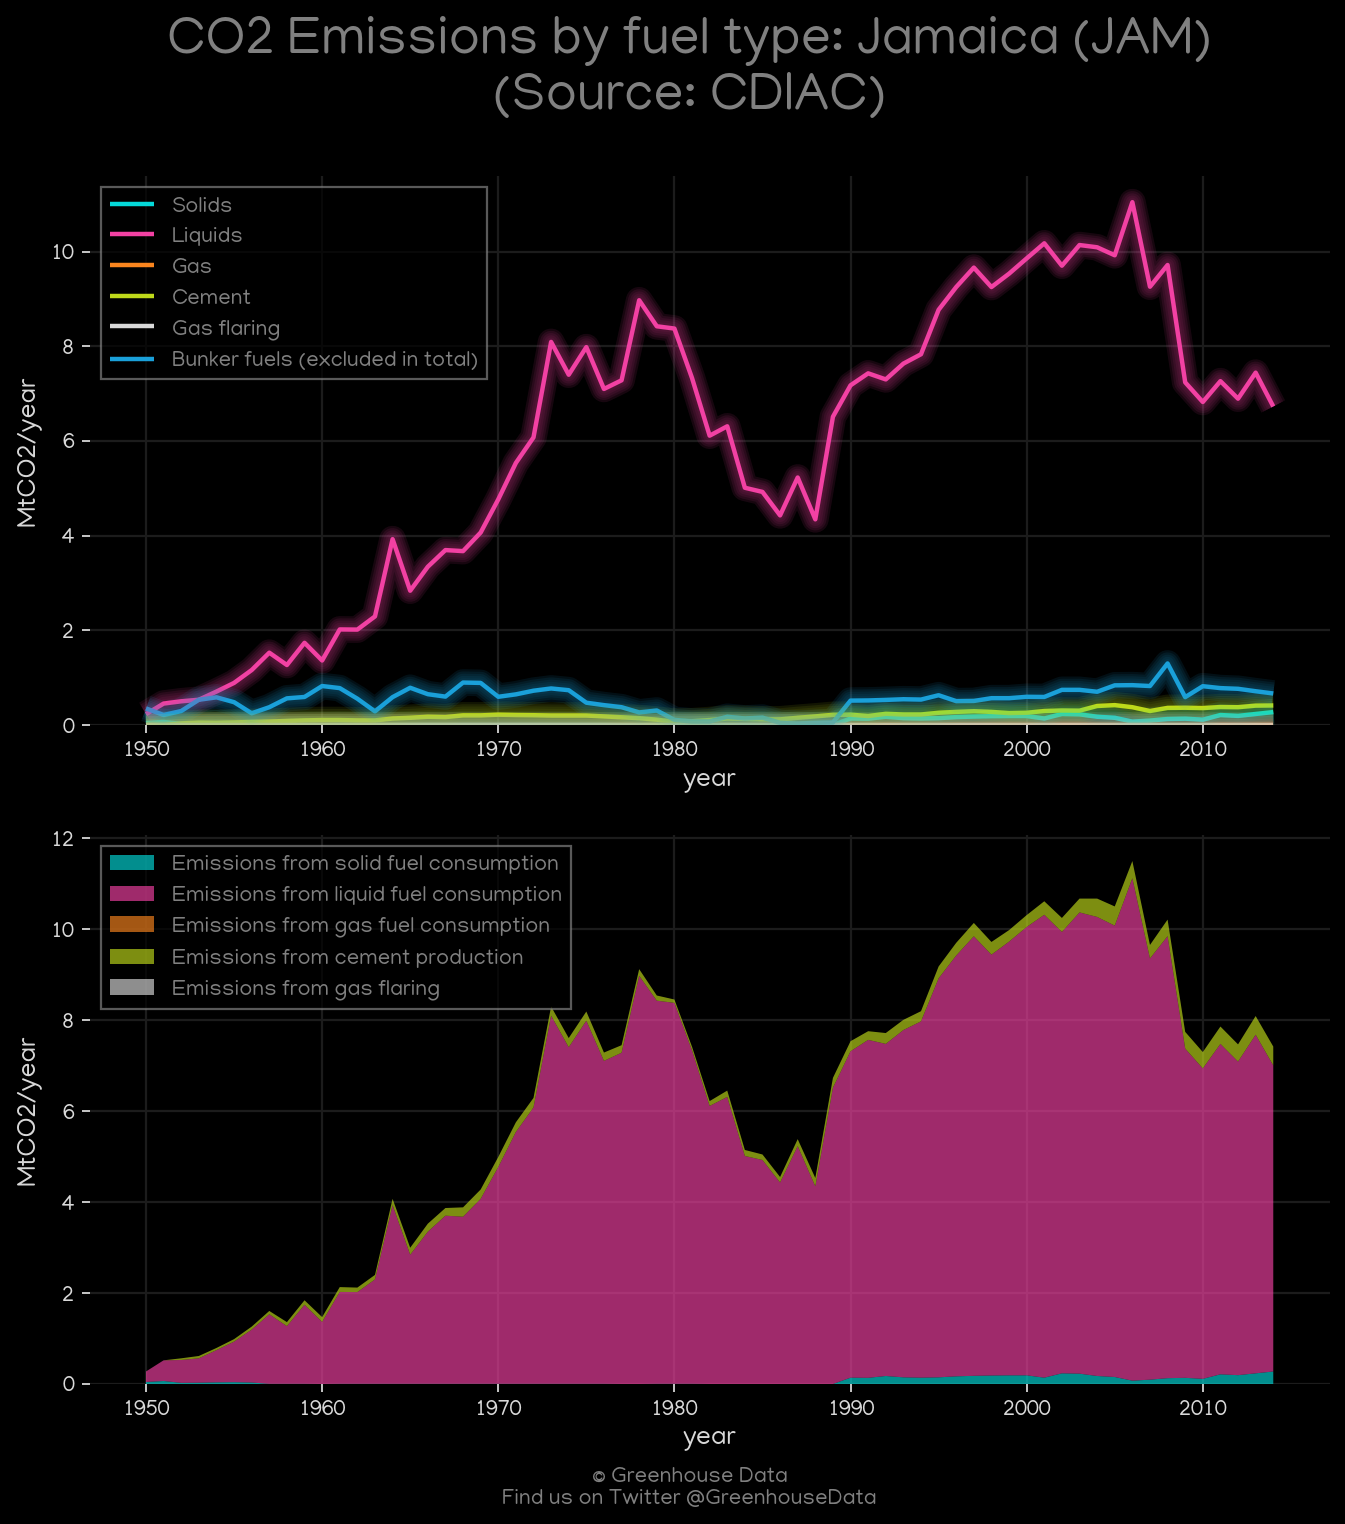 CO2 Emissions by fuel type: Jamaica (JAM)
(Source: CDIAC)
Solids
Liquids
Gas
Cement
Gas flaring
Bunker fuels (excluded in total)
MtCO2/year
10
8
6
4
2
0
1950 1960 1970 1980 1990 2000 2010
year
Emissions from solid fuel consumption
Emissions from liquid fuel consumption
Emissions from gas fuel consumption
Emissions from cement production
Emissions from gas flaring
MtCO2/year
12
10
8
6
4
2
0
1950 1960 1970 1980 1990 2000 2010
year
© Greenhouse Data
Find us on Twitter @GreenhouseData